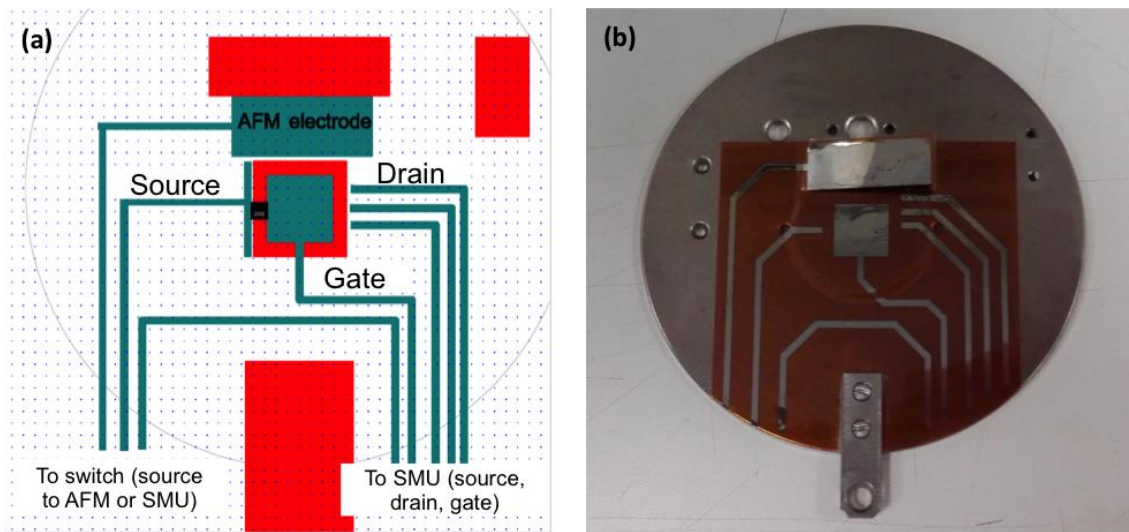 (a)
AFM electrode
Source
Drain
Gate
To switch (source
to AFM or SMU)
To SMU (source,
drain, gate)
(b)